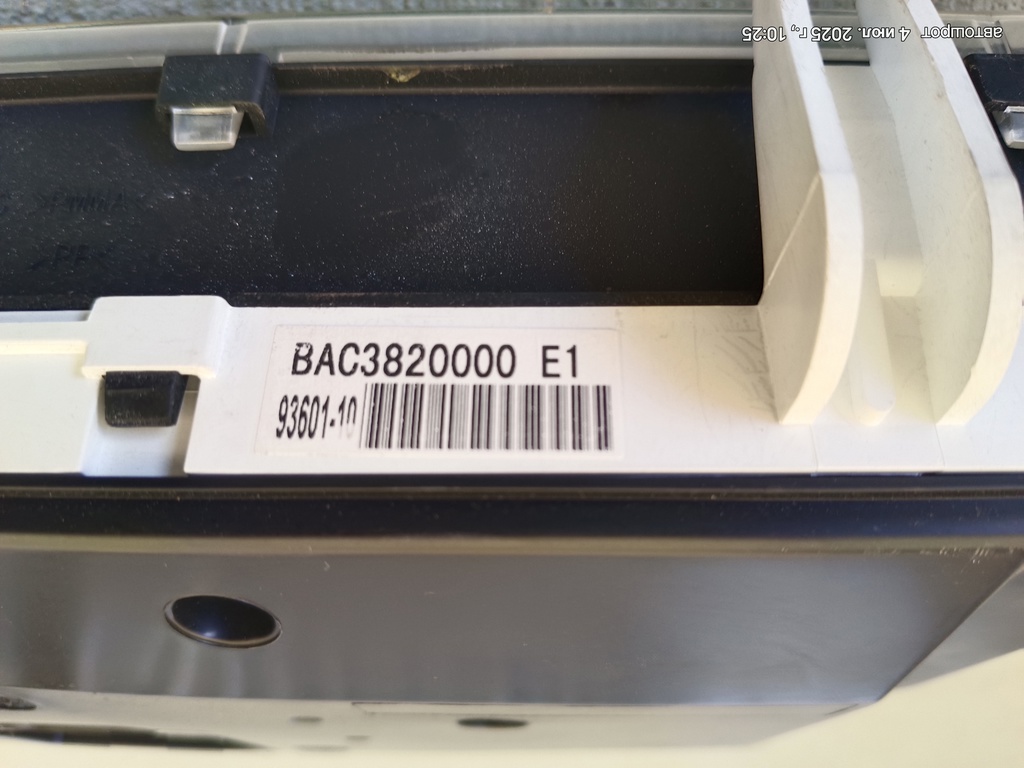 автошрот 4 июл. 2025 г., 10:25
BAC3820000 E1
93601-10